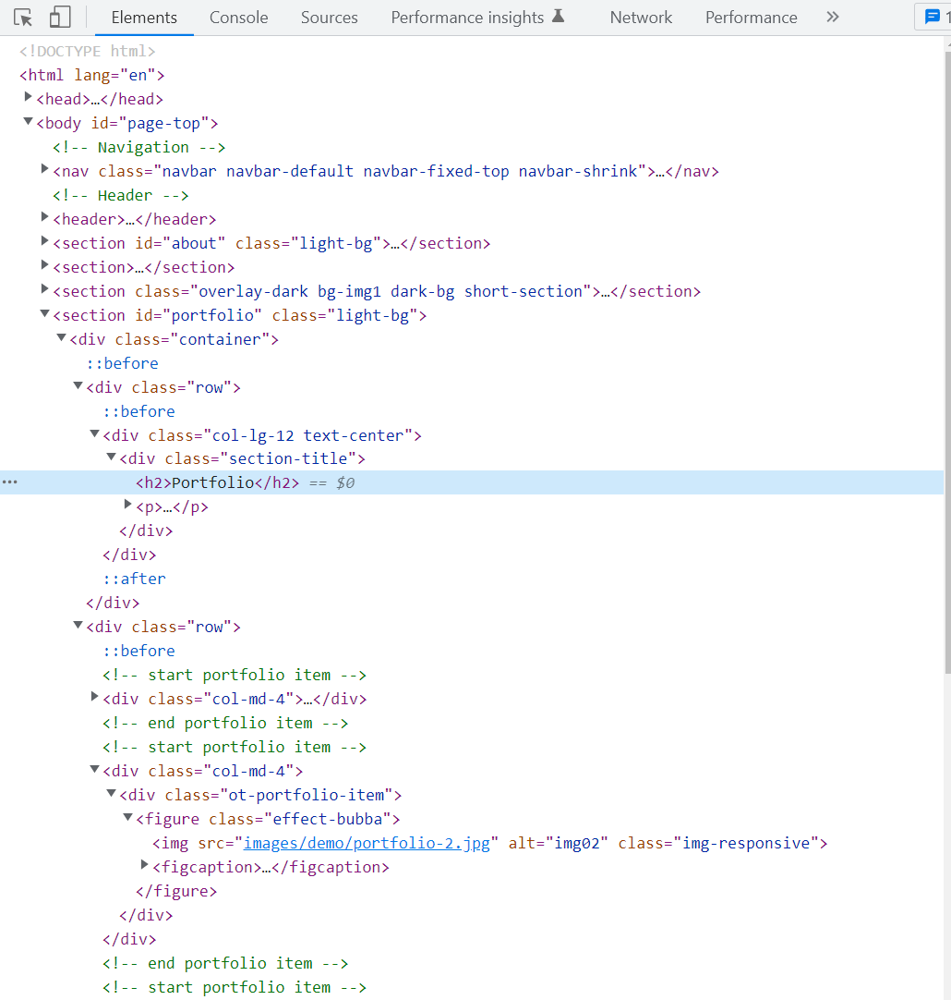 Elements Console Sources Performance insights Network Performance » 1
<!DOCTYPE html>
<html lang="en">
<head>…</head>
<body id="page-top">
<!-- Navigation -->
<nav class="navbar navbar-default navbar-fixed-top navbar-shrink">…</nav>
<!-- Header -->
<header>…</header>
<section id="about" class="light-bg">…</section>
<section>…</section>
<section class="overlay-dark bg-img1 dark-bg short-section">…</section>
<section id="portfolio" class="light-bg">
<div class="container">
::before
<div class="row">
::before
<div class="col-lg-12 text-center">
<div class="section-title">
<h2>Portfolio</h2> == $0
<p>…</p>
</div>
</div>
::after
</div>
<div class="row">
::before
<!-- start portfolio item -->
<div class="col-md-4">…</div>
<!-- end portfolio item -->
<!-- start portfolio item -->
<div class="col-md-4">
<div class="ot-portfolio-item">
<figure class="effect-bubba">
<img src="images/demo/portfolio-2.jpg" alt="img02" class="img-responsive">
<figcaption>…</figcaption>
</figure>
</div>
</div>
<!-- end portfolio item -->
<!-- start portfolio item -->